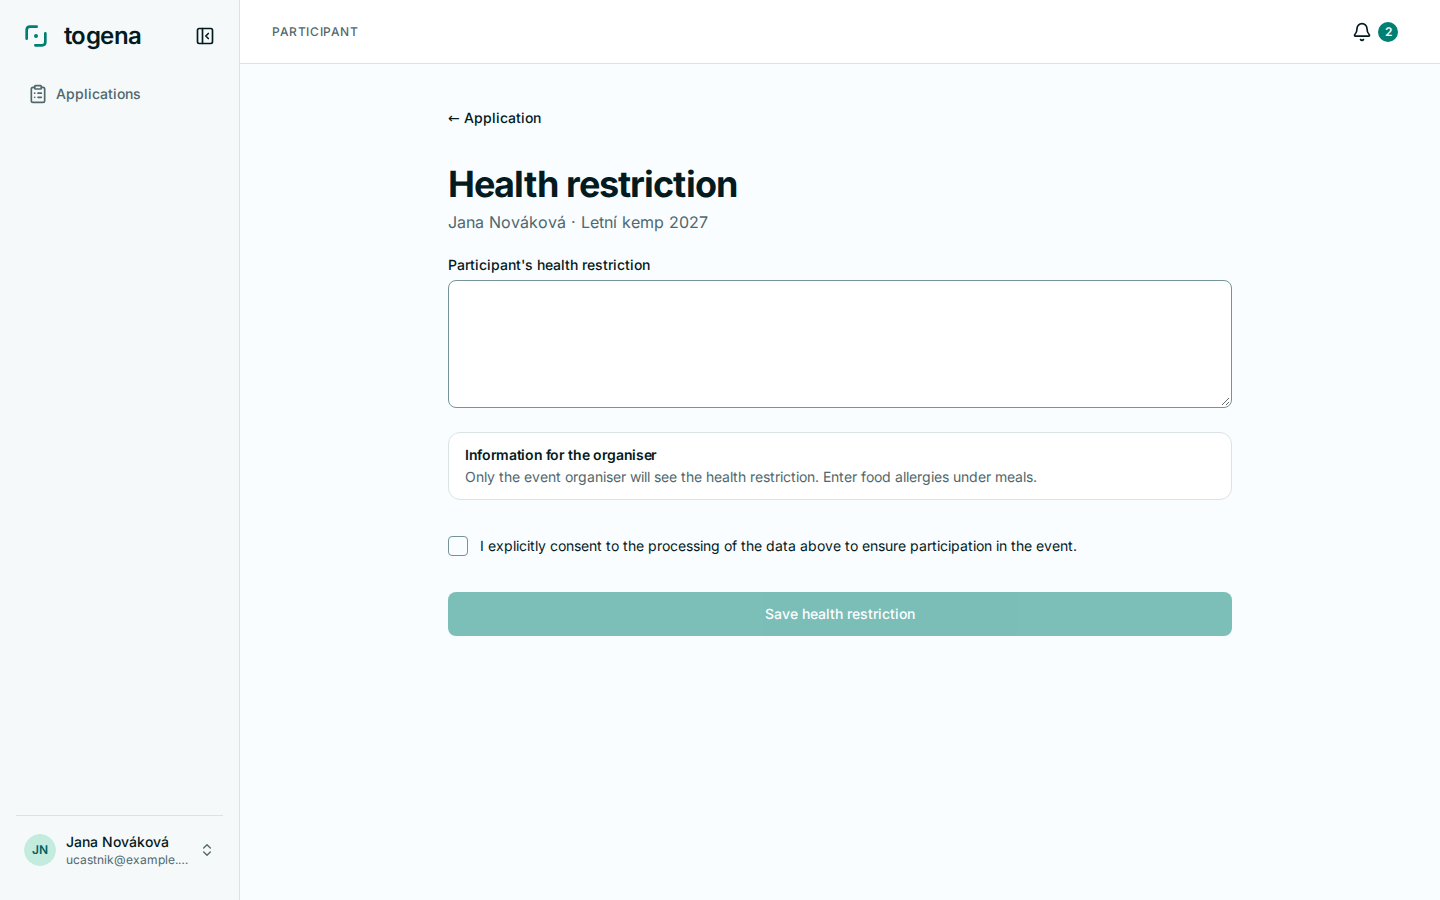 togena
Applications
PARTICIPANT
2
← Application
Health restriction
Jana Nováková · Letní kemp 2027
Participant's health restriction
Information for the organiser
Only the event organiser will see the health restriction. Enter food allergies under meals.
I explicitly consent to the processing of the data above to ensure participation in the event.
Save health restriction
JN
Jana Nováková
ucastnik@example....